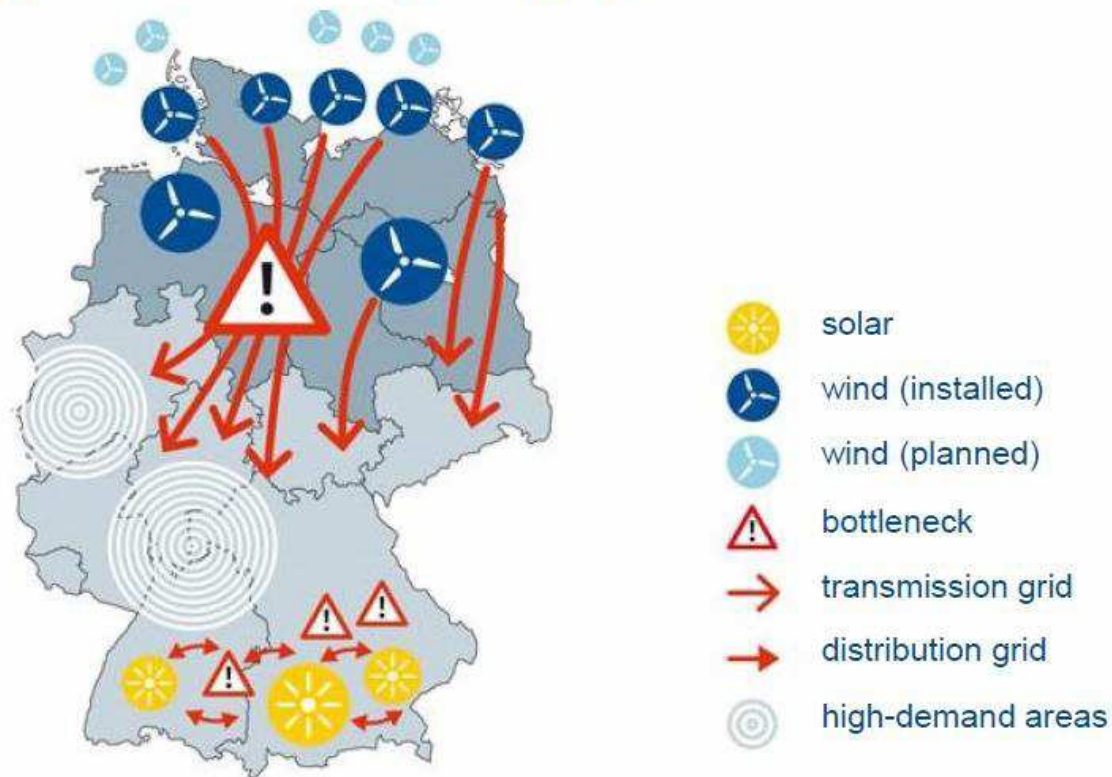 solar
wind (installed)
wind (planned)
bottleneck
transmission grid
distribution grid
high-demand areas